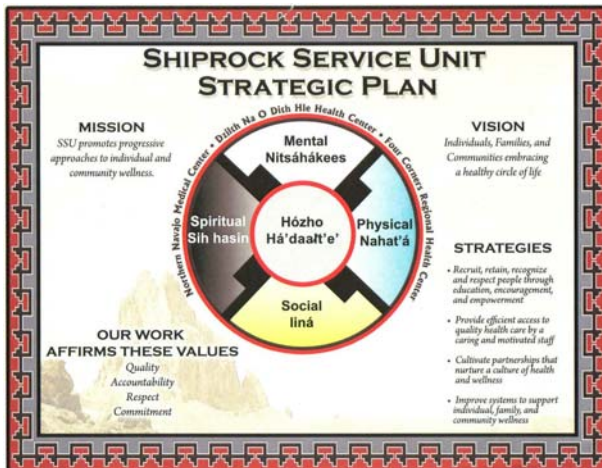 SHIPROCK SERVICE UNIT
STRATEGIC PLAN
MISSION
SSU promotes progressive
approaches to individual and
community wellness.
Northern Navajo Medical Center • Dzilth Na O Dith Hle Health Center • Four Corners Regional Health Center
Mental
Nitsáhákees
Spiritual
Sih hasin
Hózho
Há'daałt'e'
Physical
Nahat'á
Social
Iiná
VISION
Individuals, Families, and
Communities embracing
a healthy circle of life
STRATEGIES
• Recruit, retain, recognize
and respect people through
education, encouragement, and
empowerment
• Provide efficient access to
quality health care by a
caring and motivated staff
• Cultivate partnerships that
nurture a culture of health
and wellness
• Improve systems to support
individual, family, and
community wellness
OUR WORK
AFFIRMS THESE VALUES
Quality
Accountability
Respect
Commitment